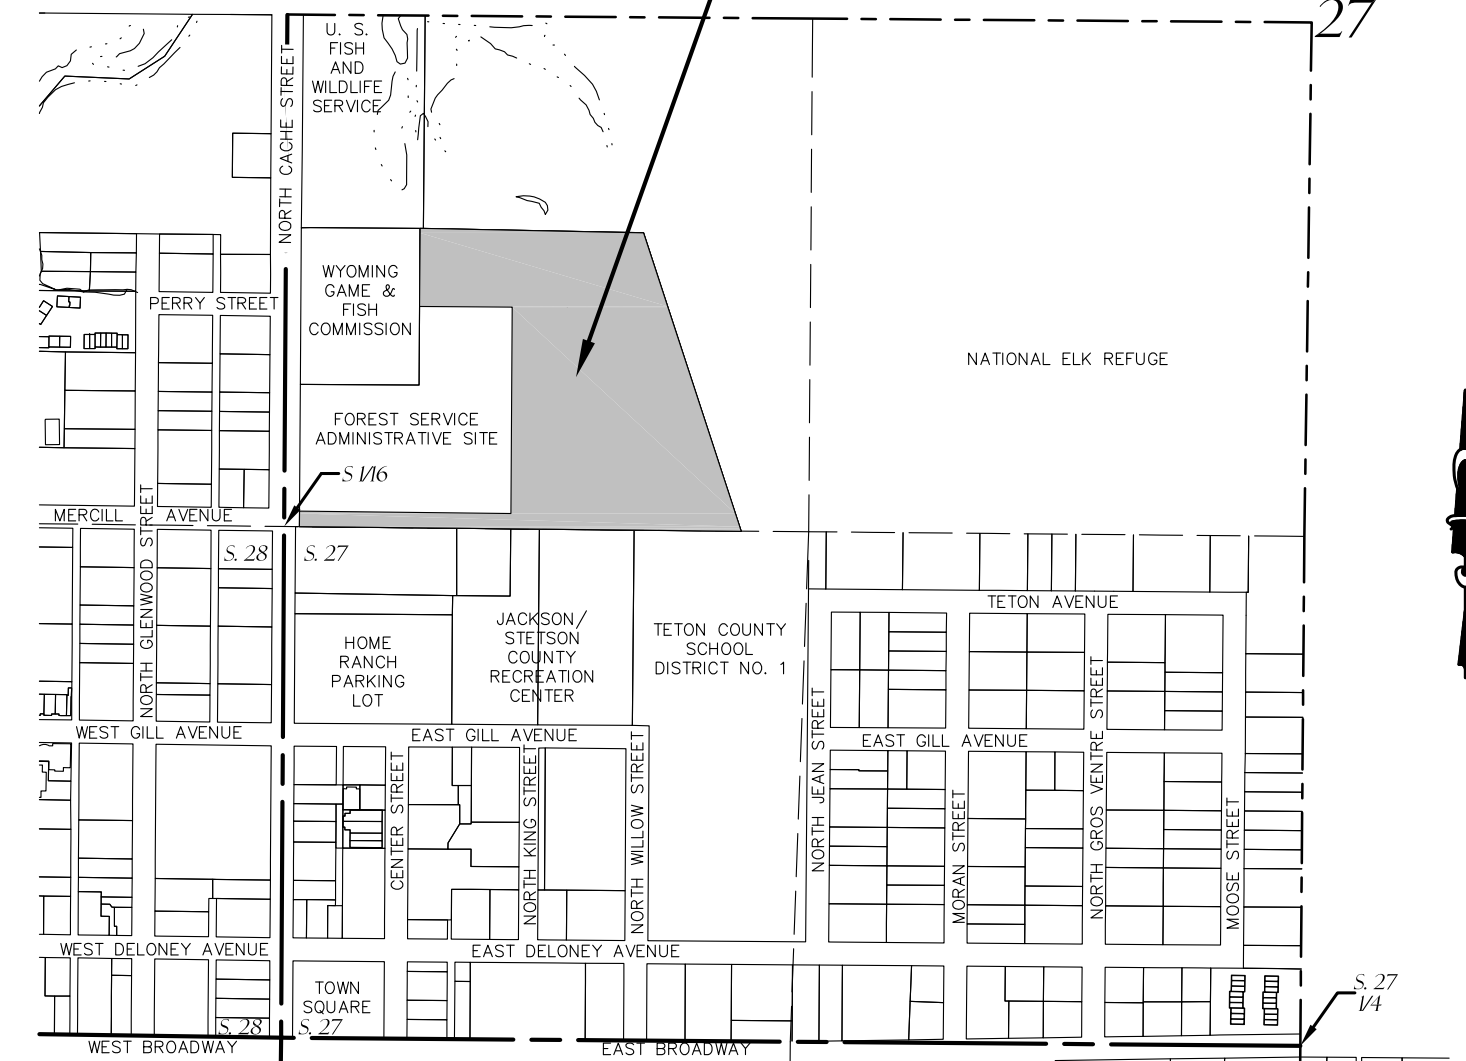 27
U. S.
FISH
AND
WILDLIFE
SERVICE
NORTH CACHE STREET
WYOMING
GAME &
FISH
COMMISSION
PERRY STREET
NATIONAL ELK REFUGE
FOREST SERVICE
ADMINISTRATIVE SITE
S 1/16
MERCILL AVENUE
NORTH GLENWOOD STREET
S. 28
S. 27
TETON AVENUE
HOME
RANCH
PARKING
LOT
JACKSON/
STETSON
COUNTY
RECREATION
CENTER
TETON COUNTY
SCHOOL
DISTRICT NO. 1
WEST GILL AVENUE
EAST GILL AVENUE
EAST GILL AVENUE
CENTER STREET
NORTH KING STREET
NORTH WILLOW STREET
NORTH JEAN STREET
MORAN STREET
NORTH GROS VENTRE STREET
MOOSE STREET
WEST DELONEY AVENUE
EAST DELONEY AVENUE
TOWN
SQUARE
S. 28
S. 27
S. 27
1/4
WEST BROADWAY
EAST BROADWAY